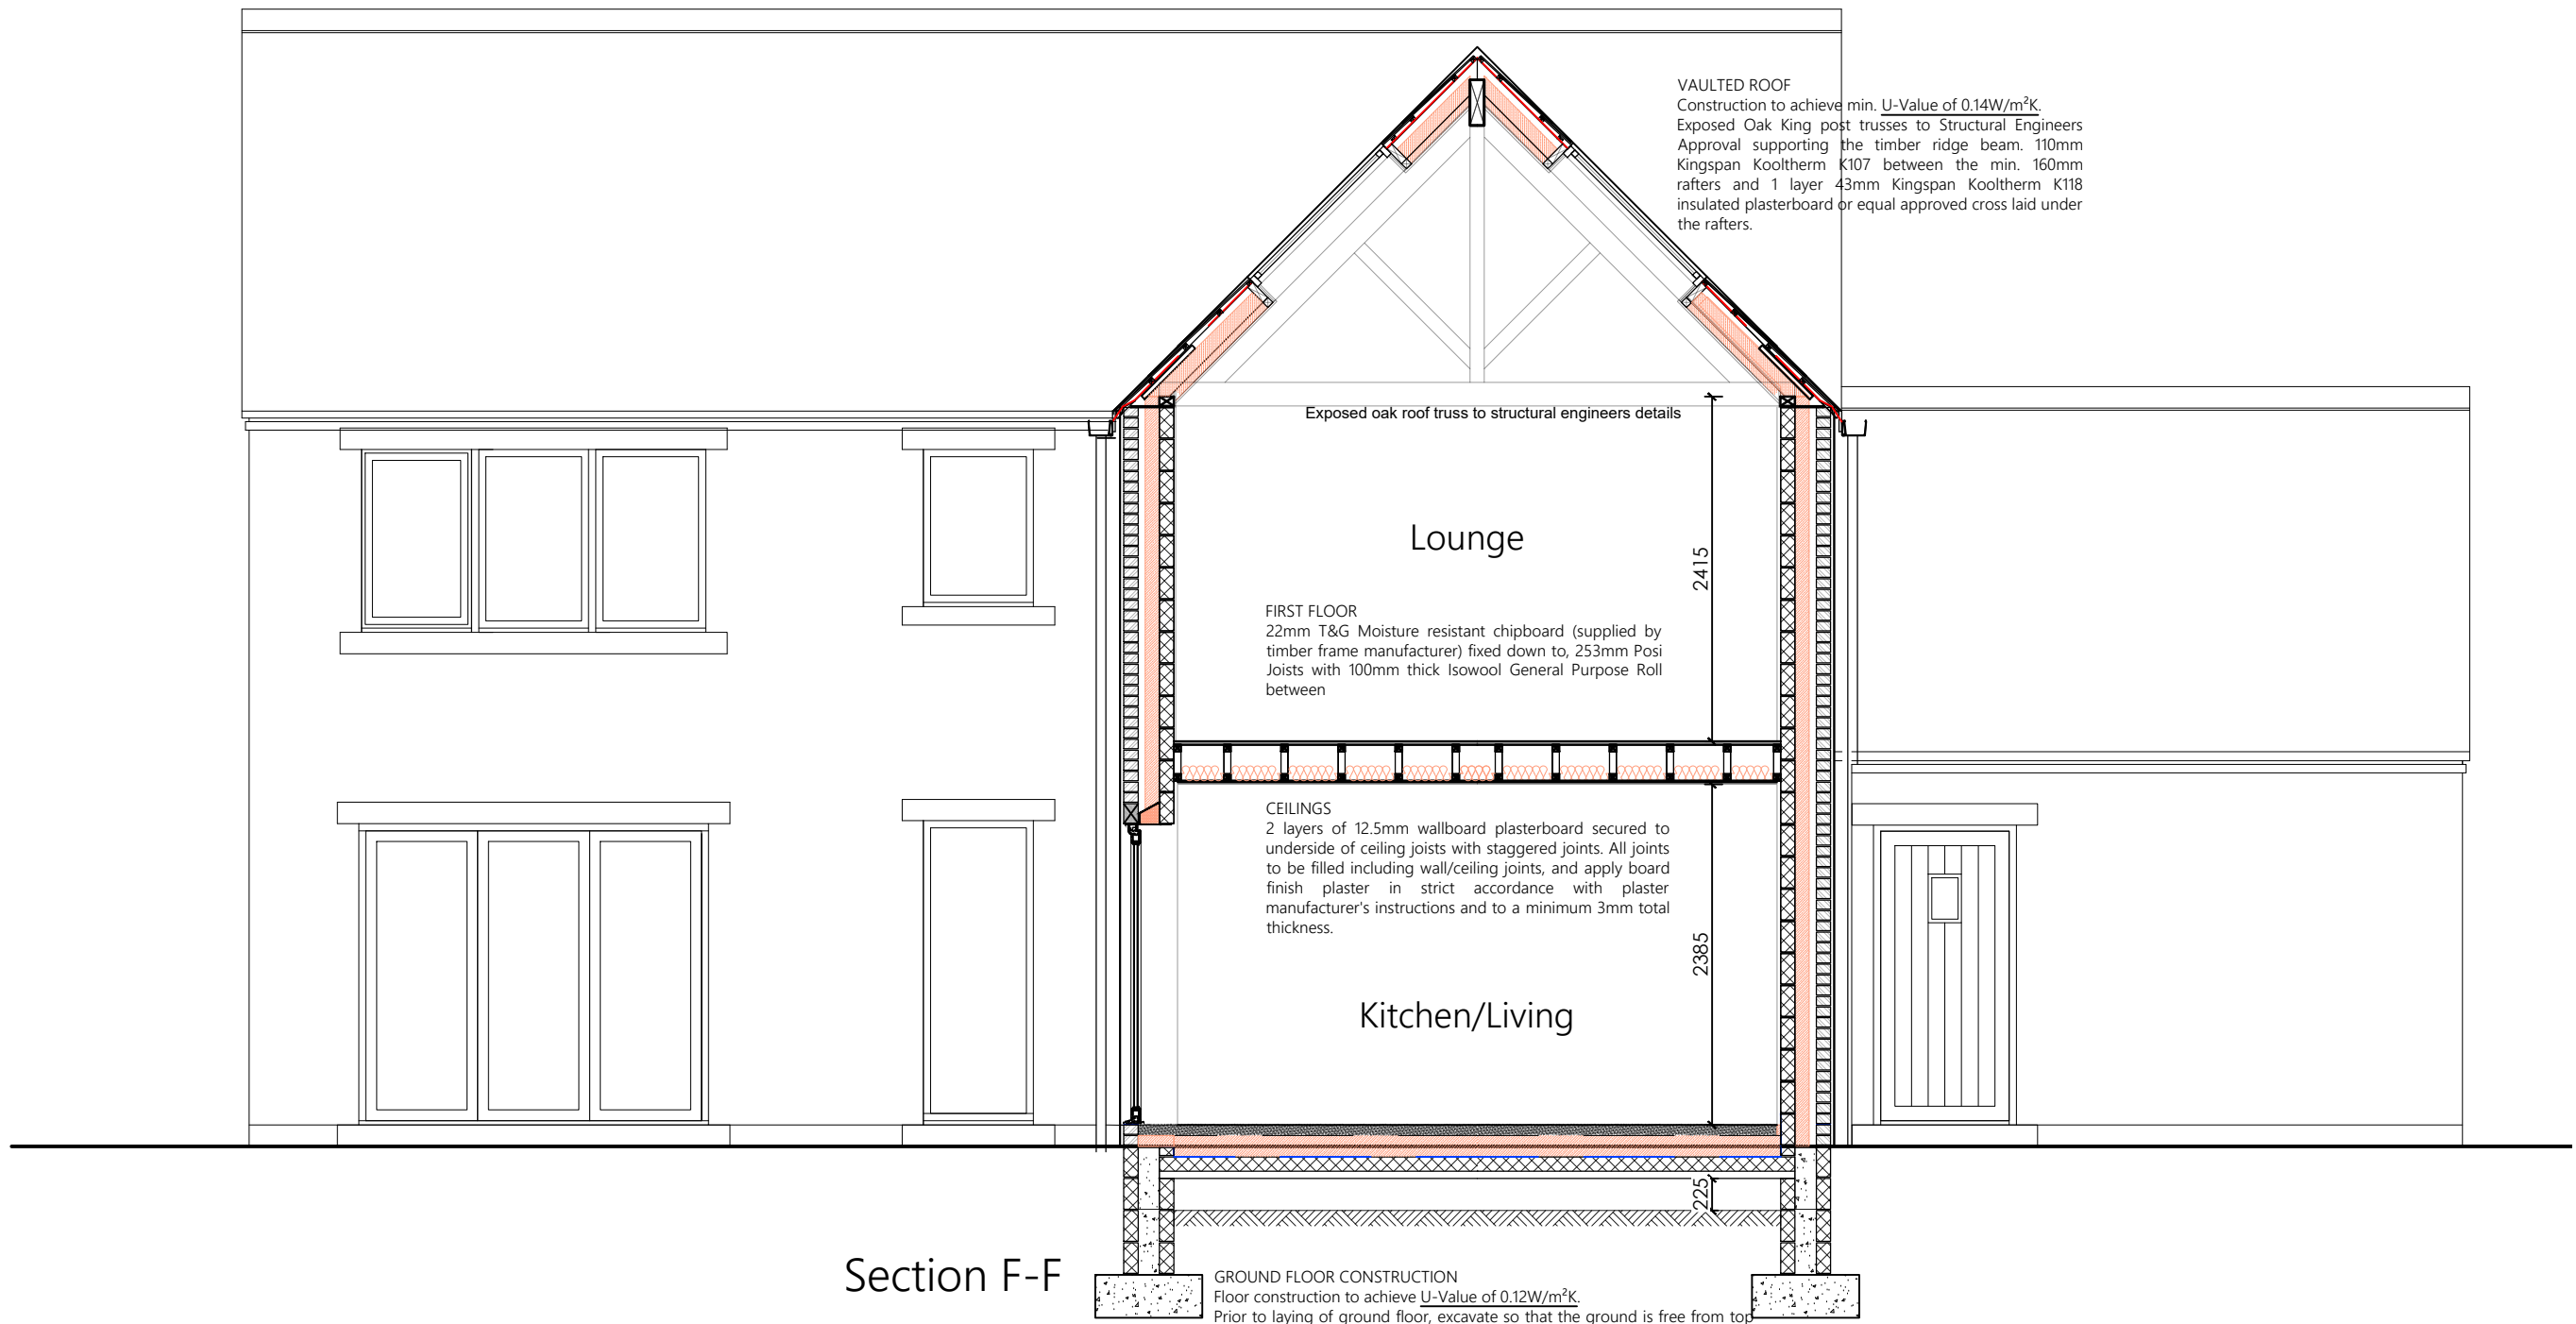 VAULTED ROOF
Construction to achieve min. U-Value of 0.14W/m²K.
Exposed Oak King post trusses to Structural Engineers
Approval supporting the timber ridge beam. 110mm
Kingspan Kooltherm K107 between the min. 160mm
rafters and 1 layer 43mm Kingspan Kooltherm K118
insulated plasterboard or equal approved cross laid under
the rafters.
Exposed oak roof truss to structural engineers details
Lounge
2415
FIRST FLOOR
22mm T&G Moisture resistant chipboard (supplied by
timber frame manufacturer) fixed down to, 253mm Posi
Joists with 100mm thick Isowool General Purpose Roll
between
CEILINGS
2 layers of 12.5mm wallboard plasterboard secured to
underside of ceiling joists with staggered joints. All joints
to be filled including wall/ceiling joints, and apply board
finish plaster in strict accordance with plaster
manufacturer's instructions and to a minimum 3mm total
thickness.
2385
Kitchen/Living
225
Section F-F
GROUND FLOOR CONSTRUCTION
Floor construction to achieve U-Value of 0.12W/m²K.
Prior to laying of ground floor, excavate so that the ground is free from top